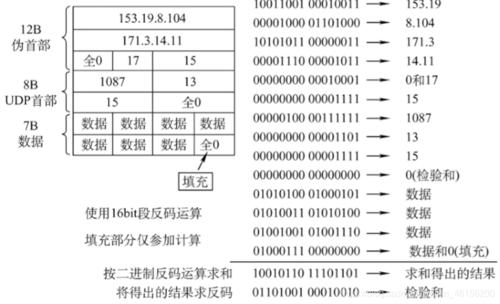 12B
伪首部
153.19.8.104
171.3.14.11
全0 17 15
8B
UDP首部
1087 13
15 全0
7B
数据
数据 数据 数据 数据
数据 数据 数据 全0
填充
使用16bit段反码运算
填充部分仅参加计算
按二进制反码运算求和
将得出的结果求反码
10011001 00010011 → 153.19
00001000 01101000 → 8.104
10101011 00000011 → 171.3
00001110 00001011 → 14.11
00000000 00010001 → 0和17
00000000 00001111 → 15
00000100 00111111 → 1087
00000000 00001101 → 13
00000000 00001111 → 15
00000000 00000000 → 0(检验和)
01010100 01000101 → 数据
01010011 01010100 → 数据
01001001 01001110 → 数据
01000111 00000000 → 数据和0(填充)
10010110 11101101 → 求和得出的结果
01101001 00010010 → 检验和